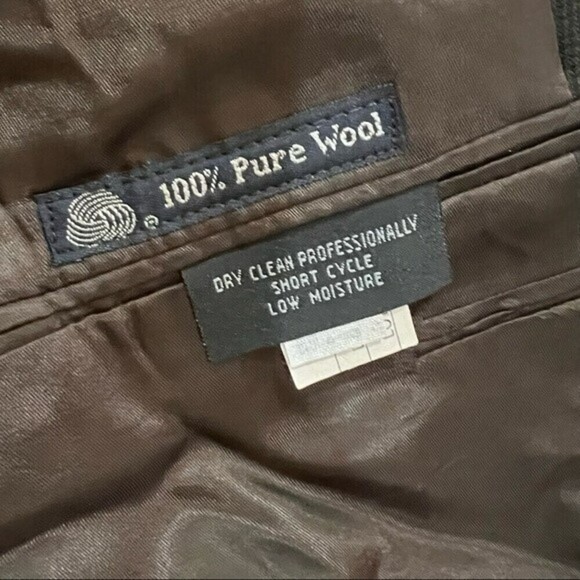 100% Pure Wool
DRY CLEAN PROFESSIONALLY
SHORT CYCLE
LOW MOISTURE